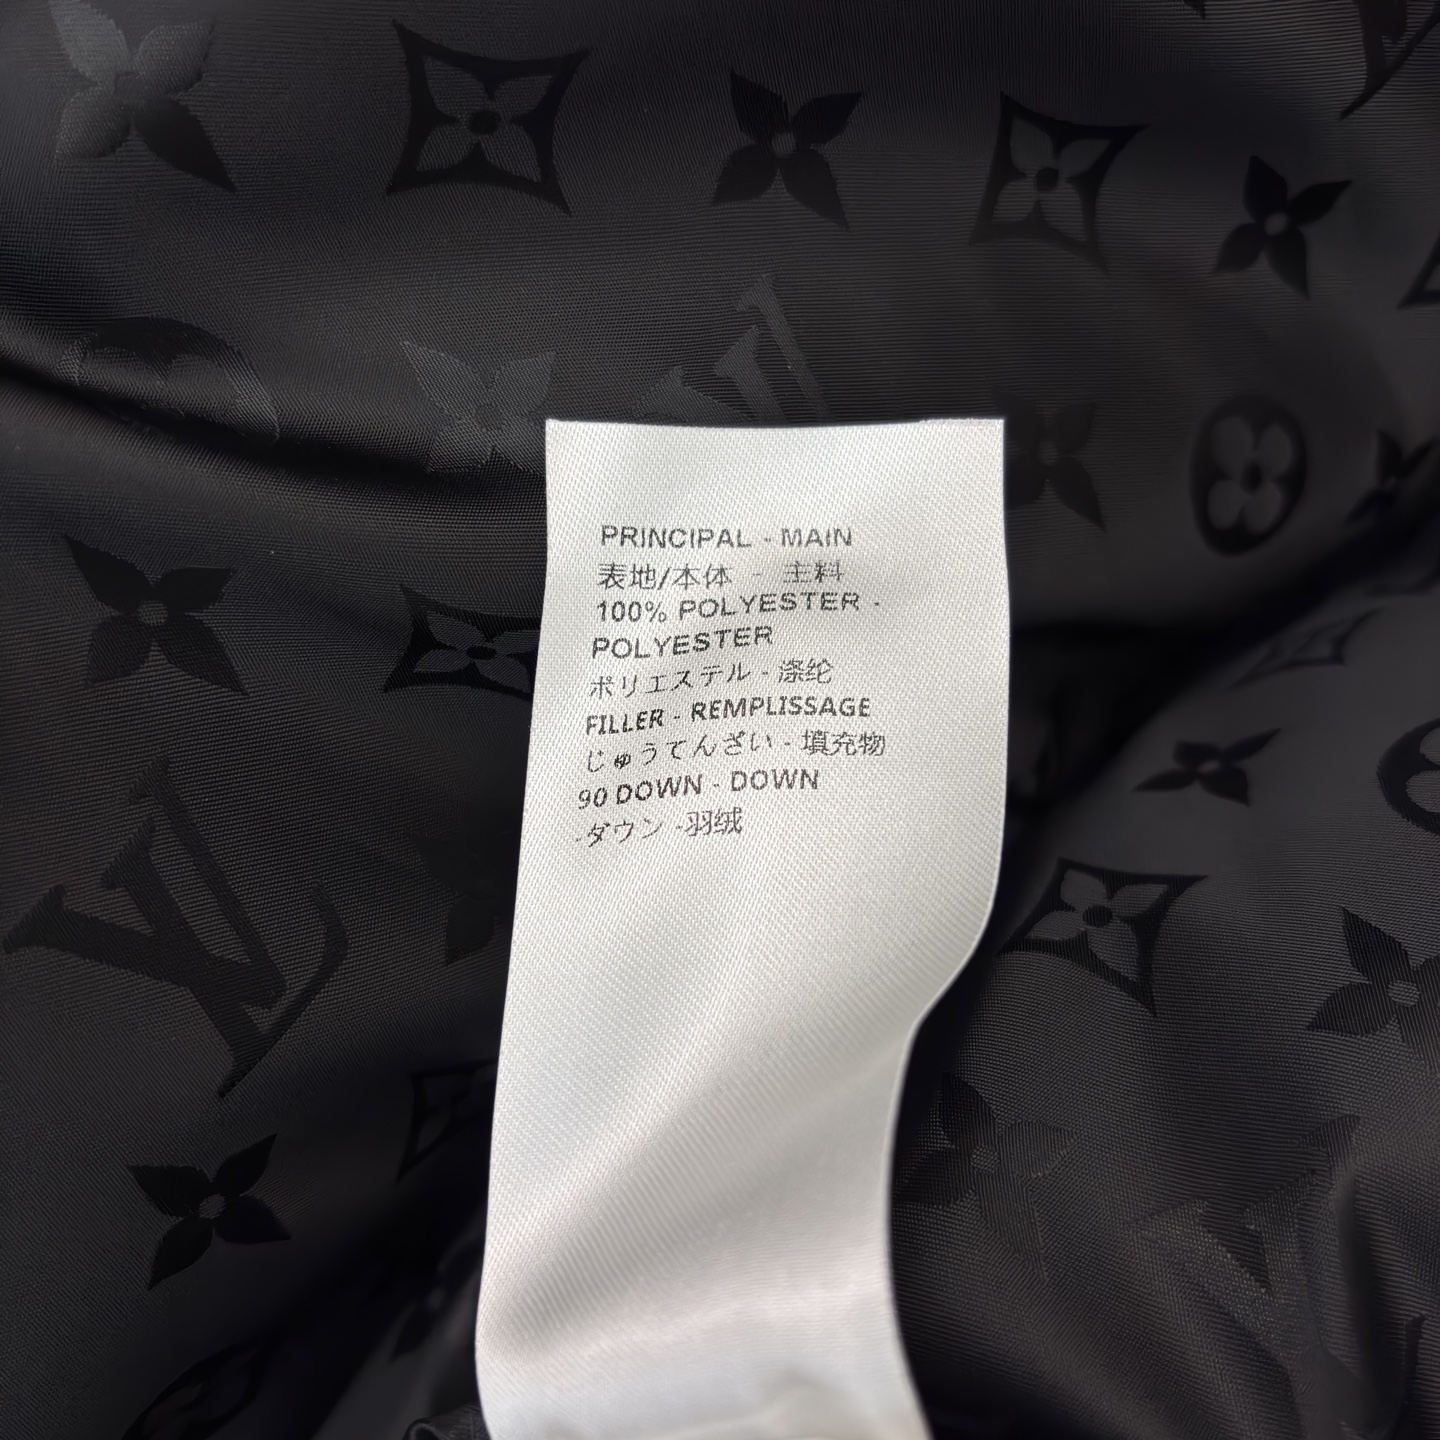 PRINCIPAL - MAIN
表地/本体 - 主料
100% POLYESTER -
POLYESTER
ポリエステル - 涤纶
FILLER - REMPLISSAGE
じゅうてんざい - 填充物
90 DOWN - DOWN
-ダウン -羽绒